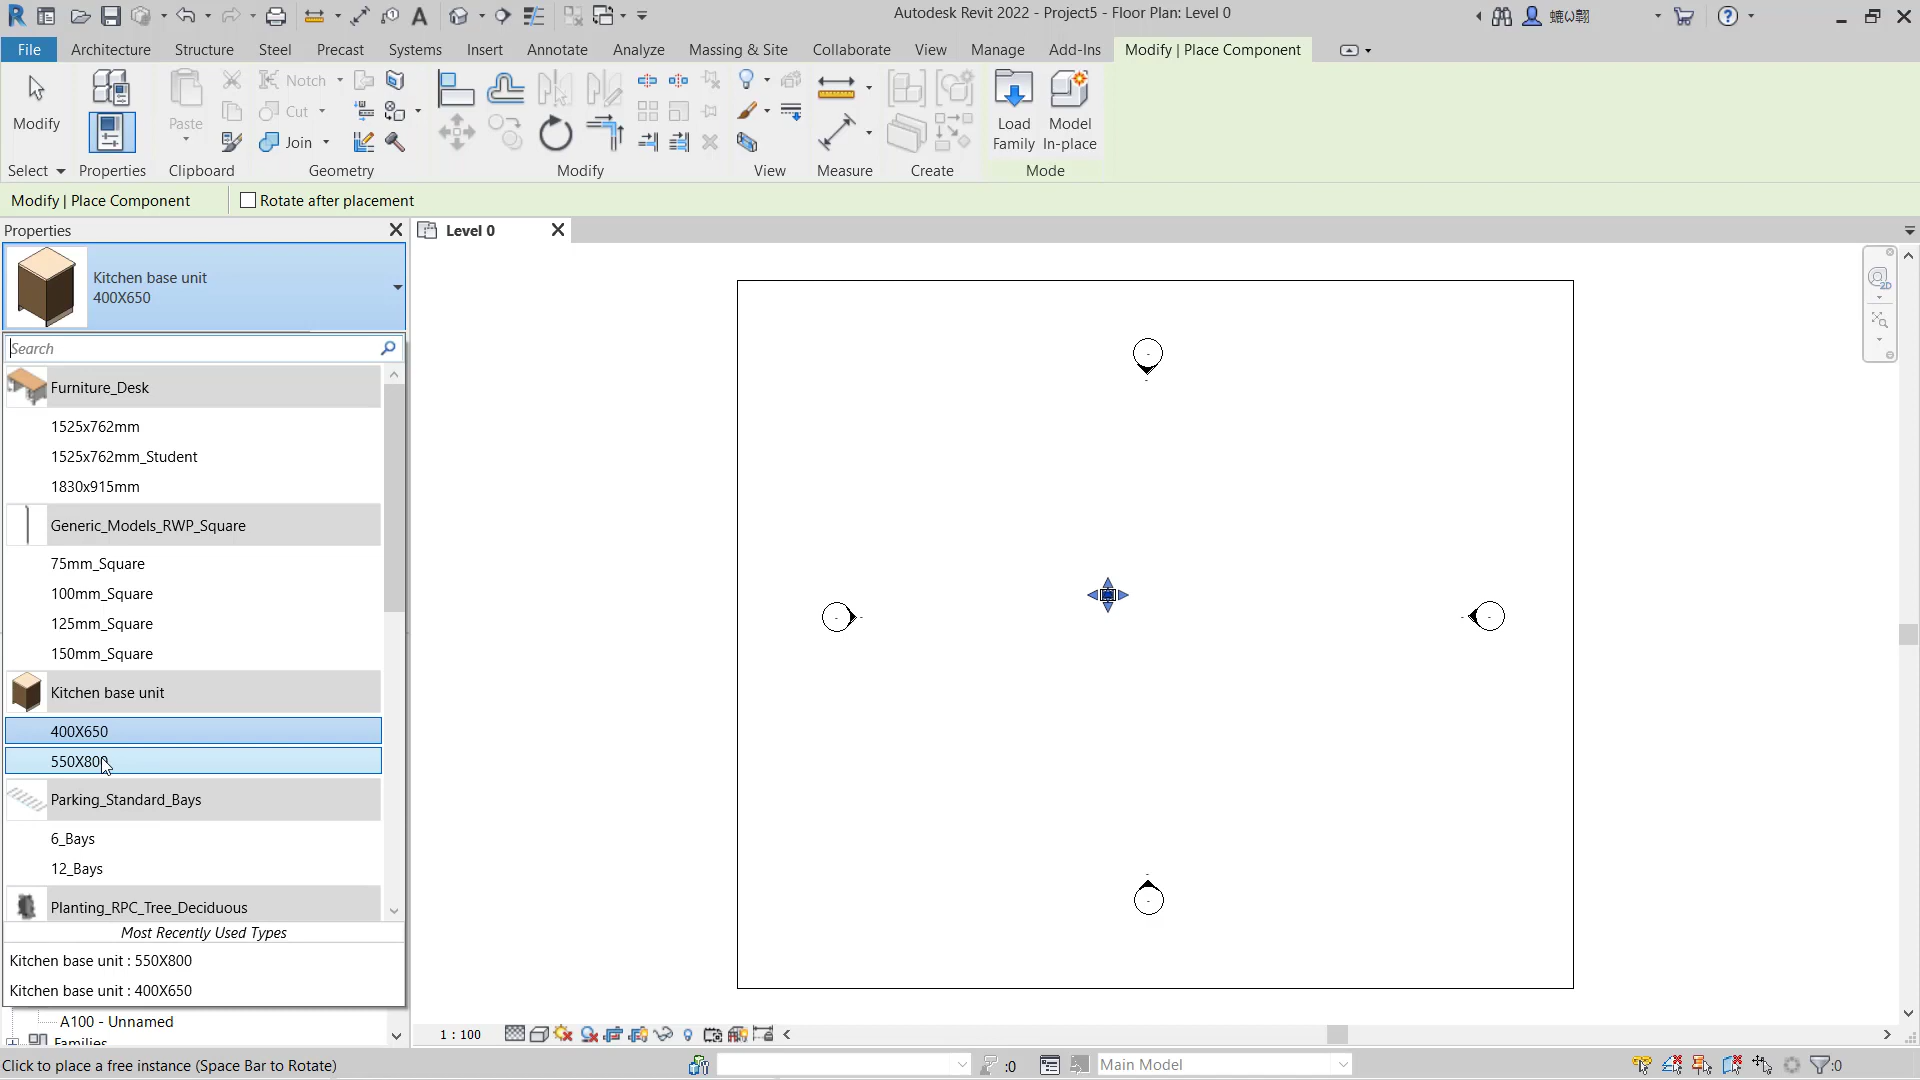 Autodesk Revit 2022 - Project5 - Floor Plan: Level 0
File Architecture Structure Steel Precast Systems Insert Annotate Analyze Massing & Site Collaborate View Manage Add-Ins Modify | Place Component
Modify
Paste
Notch
Cut
Join
Load Family
Model In-place
Select Properties Clipboard Geometry Modify View Measure Create Mode
Modify | Place Component Rotate after placement
Properties
Level 0
Kitchen base unit
400X650
Search
Furniture_Desk
1525x762mm
1525x762mm_Student
1830x915mm
Generic_Models_RWP_Square
75mm_Square
100mm_Square
125mm_Square
150mm_Square
Kitchen base unit
400X650
550X800
Parking_Standard_Bays
6_Bays
12_Bays
Planting_RPC_Tree_Deciduous
Most Recently Used Types
Kitchen base unit : 550X800
Kitchen base unit : 400X650
A100 - Unnamed
Families
2D
1 : 100
Click to place a free instance (Space Bar to Rotate)
:0
Main Model
:0